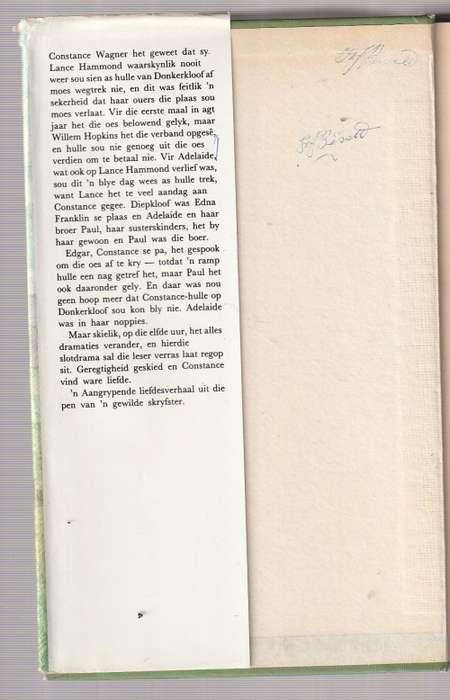 Constance Wagner het geweet dat sy
Lance Hammond waarskynlik nooit
weer sou sien as hulle van Donkerkloof af
moes wegtrek nie, en dit was feitlik 'n
sekerheid dat haar ouers die plaas sou
moes verlaat. Vir die eerste maal in agt
jaar het die oes belowend gelyk, maar
Willem Hopkins het die verband opgesê,
en hulle sou nie genoeg uit die oes
verdien om te betaal nie. Vir Adelaide,
wat ook op Lance Hammond verlief was,
sou dit 'n blye dag wees as hulle trek,
want Lance het te veel aandag aan
Constance gegee. Diepkloof was Edna
Franklin se plaas en Adelaide en haar
broer Paul, haar susterskinders, het by
haar gewoon en Paul was die boer.
Edgar, Constance se pa, het gespook
om die oes af te kry — totdat 'n ramp
hulle een nag getref het, maar Paul het
ook daaronder gely. En daar was nou
geen hoop meer dat Constance-hulle op
Donkerkloof sou kon bly nie. Adelaide
was in haar noppies.
Maar skielik, op die elfde uur, het alles
dramaties verander, en hierdie
slotdrama sal die leser verras laat regop
sit. Geregtigheid geskied en Constance
vind ware liefde.
'n Aangrypende liefdesverhaal uit die
pen van 'n gewilde skryfster.